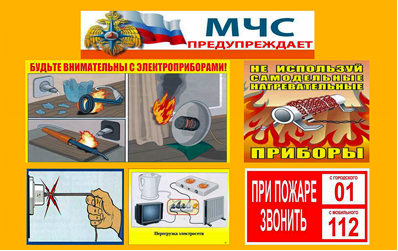 МЧС
ПРЕДУПРЕЖДАЕТ
БУДЬТЕ ВНИМАТЕЛЬНЫ С ЭЛЕКТРОПРИБОРАМИ!
НЕ ИСПОЛЬЗУЙ
САМОДЕЛЬНЫЕ
НАГРЕВАТЕЛЬНЫЕ
ПРИБОРЫ
Перегрузка электросети
ПРИ ПОЖАРЕ
ЗВОНИТЬ
С ГОРОДСКОГО
01
С МОБИЛЬНОГО
112